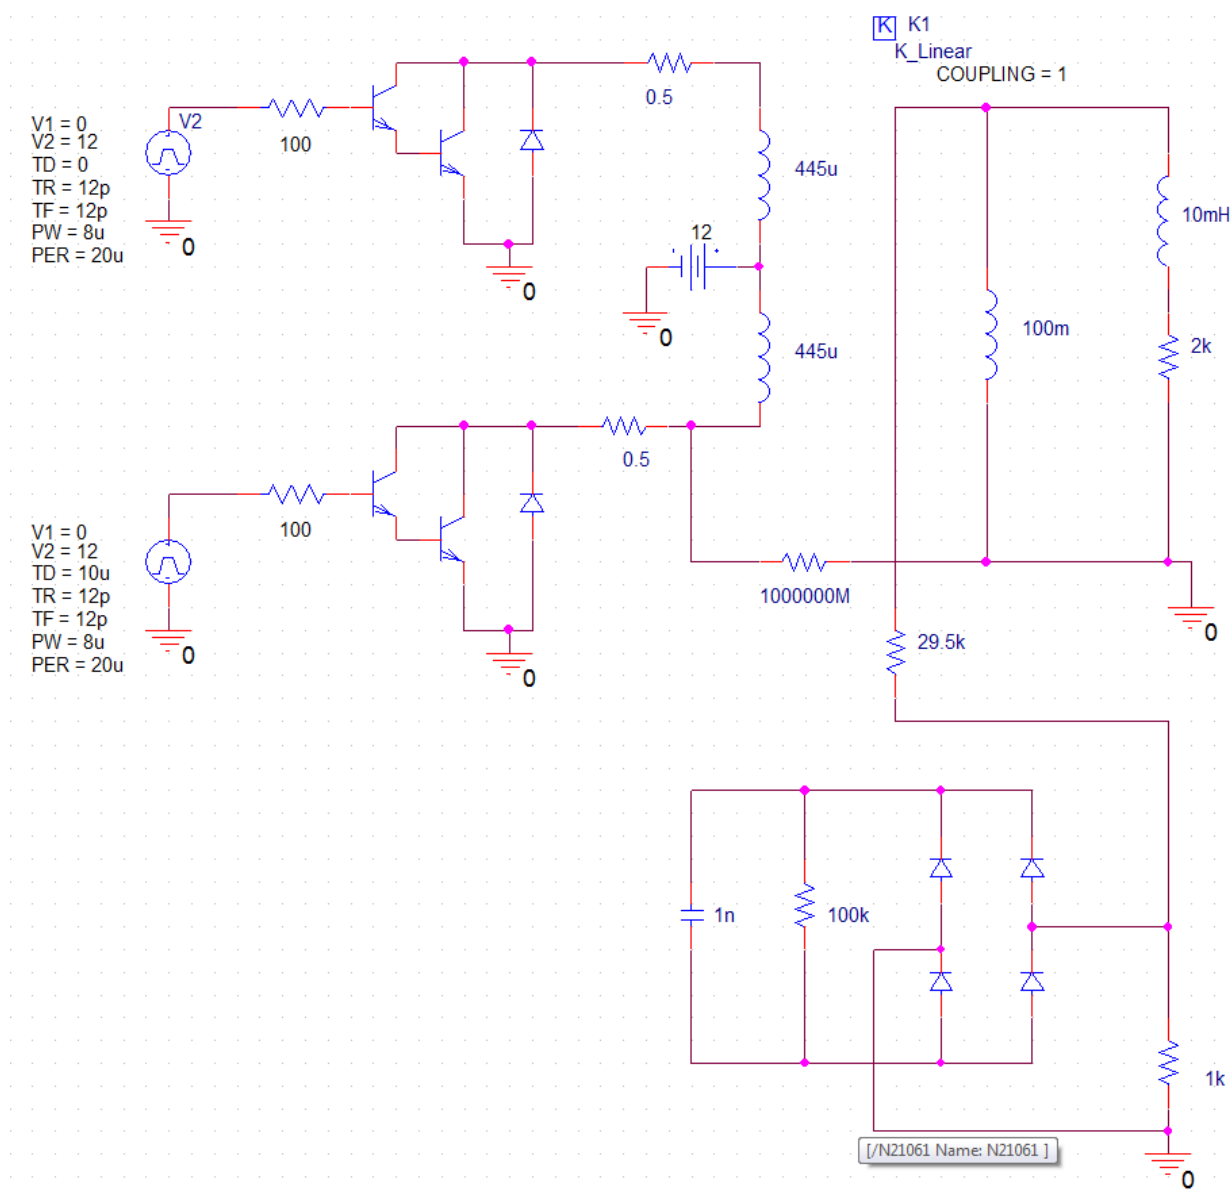 K K1
K_Linear
COUPLING = 1
0.5
V2
V1 = 0
V2 = 12
TD = 0
TR = 12p
TF = 12p
PW = 8u
PER = 20u
100
0
0
445u
10mH
12
0
100m
2k
445u
0.5
100
V1 = 0
V2 = 12
TD = 10u
TR = 12p
TF = 12p
PW = 8u
PER = 20u
0
0
1000000M
0
29.5k
1n
100k
1k
[/N21061 Name: N21061 ]
0